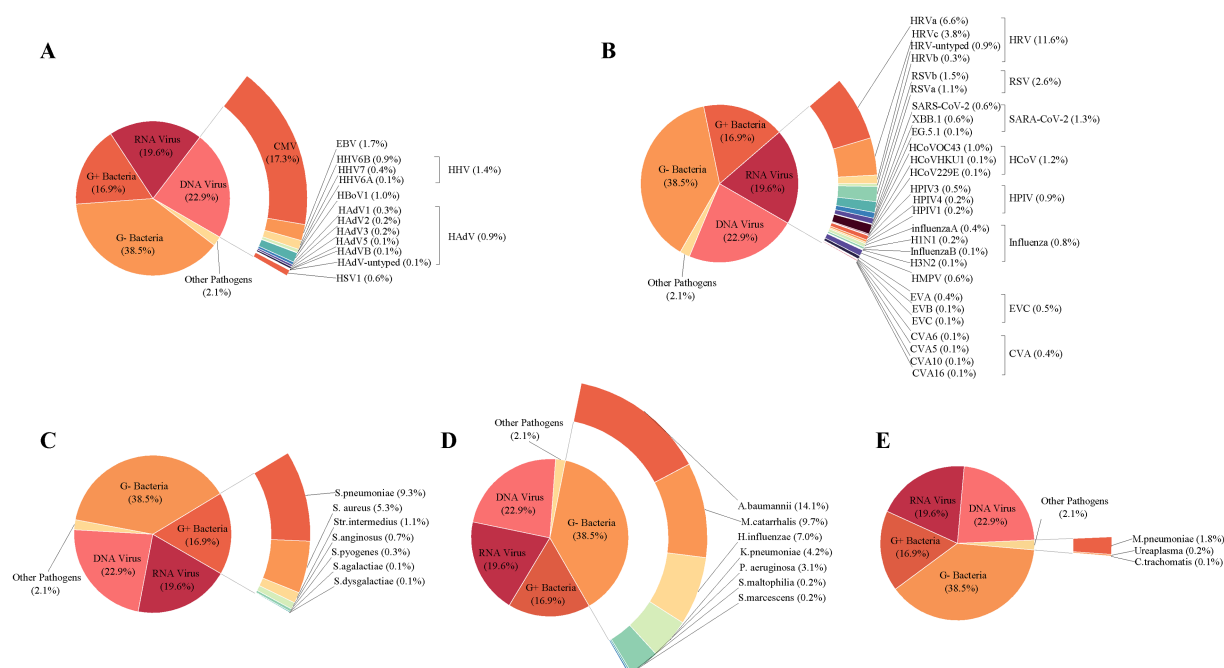 A
RNA Virus
(19.6%)
G+ Bacteria
(16.9%)
DNA Virus
(22.9%)
G- Bacteria
(38.5%)
Other Pathogens
(2.1%)
CMV
(17.3%)
EBV (1.7%)
HHV6B (0.9%)
HHV7 (0.4%)
HHV6A (0.1%)
HHV (1.4%)
HBoV1 (1.0%)
HAdV1 (0.3%)
HAdV2 (0.2%)
HAdV3 (0.2%)
HAdV5 (0.1%)
HAdVB (0.1%)
HAdV-untyped (0.1%)
HAdV (0.9%)
HSV1 (0.6%)
B
G+ Bacteria
(16.9%)
G- Bacteria
(38.5%)
RNA Virus
(19.6%)
DNA Virus
(22.9%)
Other Pathogens
(2.1%)
HRVa (6.6%)
HRVc (3.8%)
HRV-untyped (0.9%)
HRVb (0.3%)
HRV (11.6%)
RSVb (1.5%)
RSVa (1.1%)
RSV (2.6%)
SARS-CoV-2 (0.6%)
XBB.1 (0.6%)
EG.5.1 (0.1%)
SARA-CoV-2 (1.3%)
HCoVOC43 (1.0%)
HCoVHKU1 (0.1%)
HCoV229E (0.1%)
HCoV (1.2%)
HPIV3 (0.5%)
HPIV4 (0.2%)
HPIV1 (0.2%)
HPIV (0.9%)
influenzaA (0.4%)
H1N1 (0.2%)
InfluenzaB (0.1%)
H3N2 (0.1%)
Influenza (0.8%)
HMPV (0.6%)
EVA (0.4%)
EVB (0.1%)
EVC (0.1%)
EVC (0.5%)
CVA6 (0.1%)
CVA5 (0.1%)
CVA10 (0.1%)
CVA16 (0.1%)
CVA (0.4%)
C
G- Bacteria
(38.5%)
G+ Bacteria
(16.9%)
DNA Virus
(22.9%)
RNA Virus
(19.6%)
Other Pathogens
(2.1%)
S.pneumoniae (9.3%)
S. aureus (5.3%)
Str.intermedius (1.1%)
S.anginosus (0.7%)
S.pyogenes (0.3%)
S.agalactiae (0.1%)
S.dysgalactiae (0.1%)
D
Other Pathogens
(2.1%)
DNA Virus
(22.9%)
G- Bacteria
(38.5%)
RNA Virus
(19.6%)
G+ Bacteria
(16.9%)
A.baumannii (14.1%)
M.catarrhalis (9.7%)
H.influenzae (7.0%)
K.pneumoniae (4.2%)
P. aeruginosa (3.1%)
S.maltophilia (0.2%)
S.marcescens (0.2%)
E
RNA Virus
(19.6%)
DNA Virus
(22.9%)
G+ Bacteria
(16.9%)
G- Bacteria
(38.5%)
Other Pathogens
(2.1%)
M.pneumoniae (1.8%)
Ureaplasma (0.2%)
C.trachomatis (0.1%)